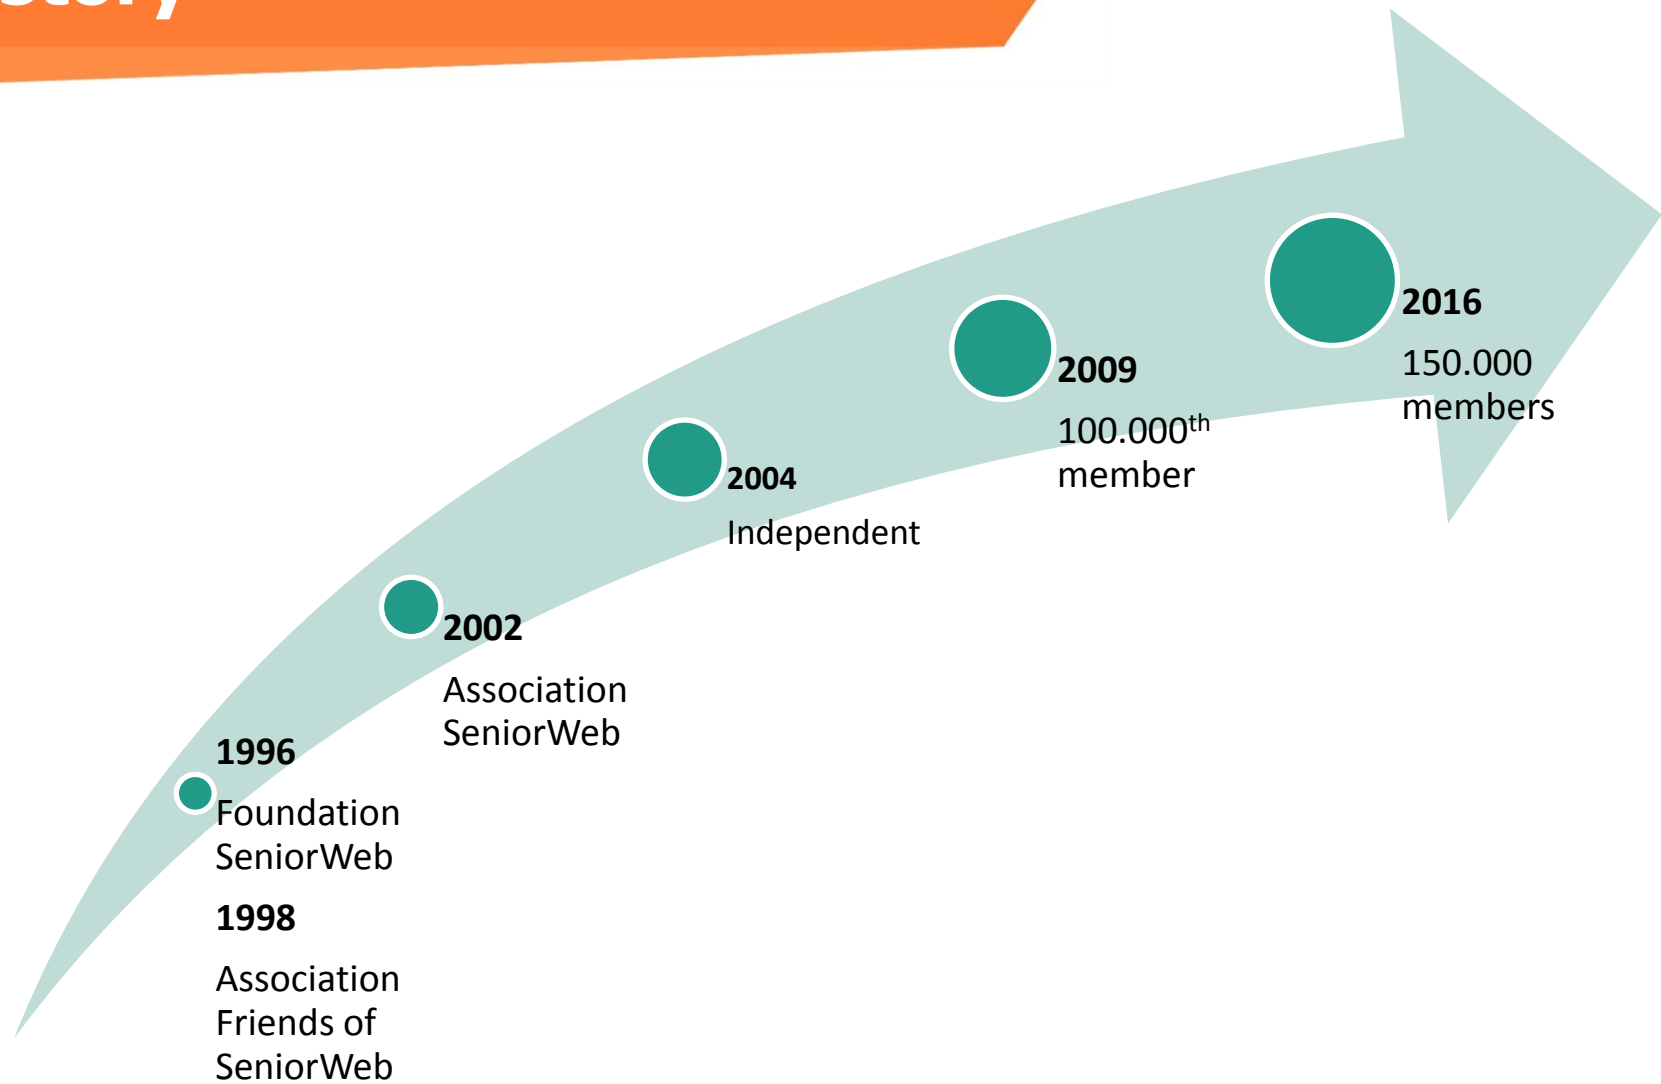 1996
Foundation
SeniorWeb
1998
Association
Friends of
SeniorWeb
2002
Association
SeniorWeb
2004
Independent
2009
100.000th
member
2016
150.000
members